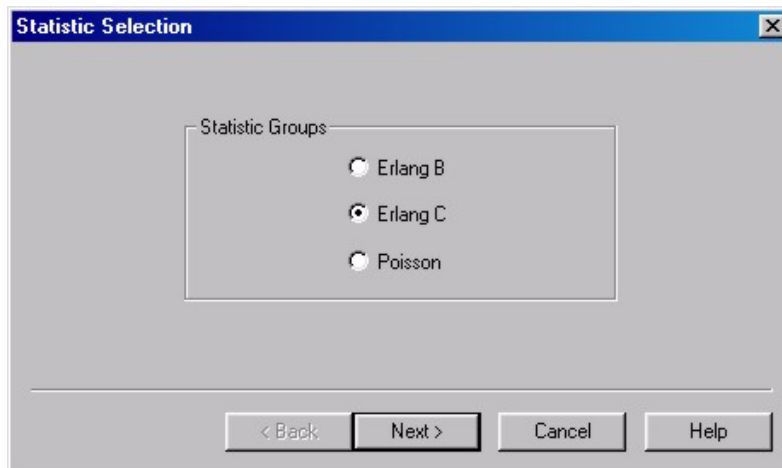 Statistic Selection
Statistic Groups
Erlang B
Erlang C
Poisson
< Back Next > Cancel Help